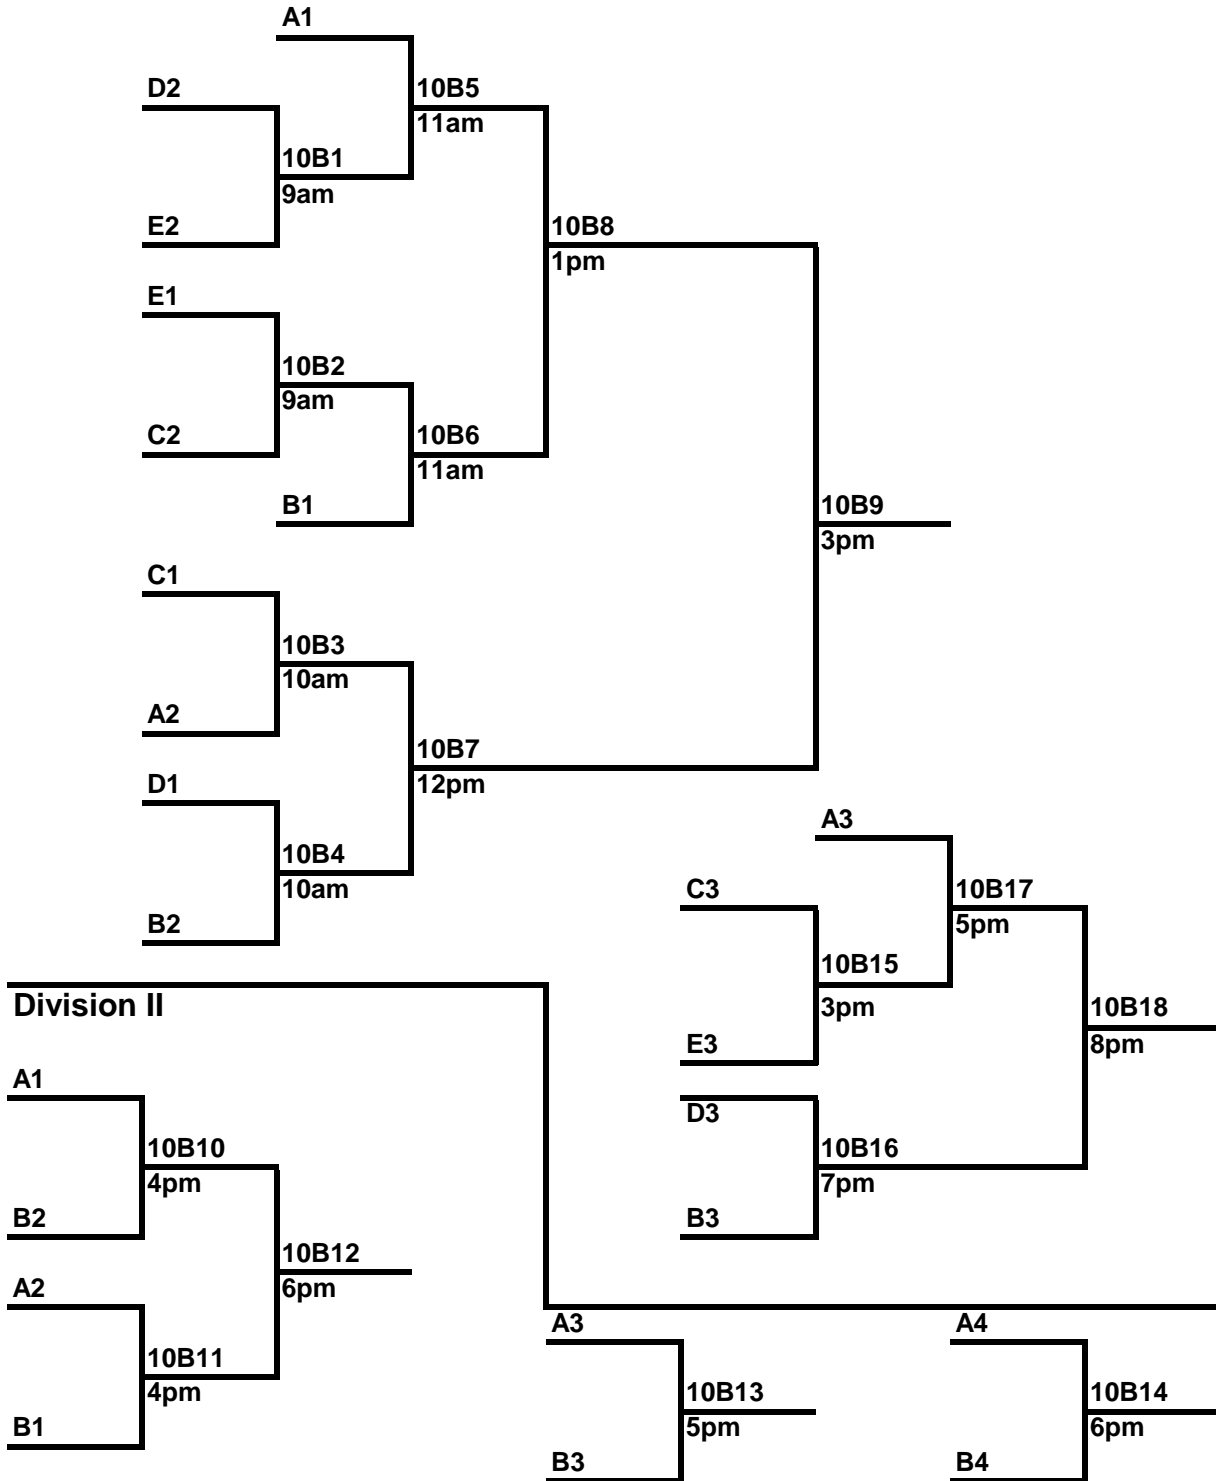 A1
D2
10B5
11am
10B1
9am
E2
10B8
1pm
E1
10B2
9am
C2
10B6
11am
B1
10B9
3pm
C1
10B3
10am
A2
10B7
12pm
D1
A3
10B4
10am
C3
10B17
5pm
B2
10B15
3pm
Division II
10B18
8pm
E3
A1
D3
10B10
4pm
10B16
7pm
B2
B3
10B12
6pm
A2
A3
A4
10B11
4pm
10B13
5pm
10B14
6pm
B1
B3
B4